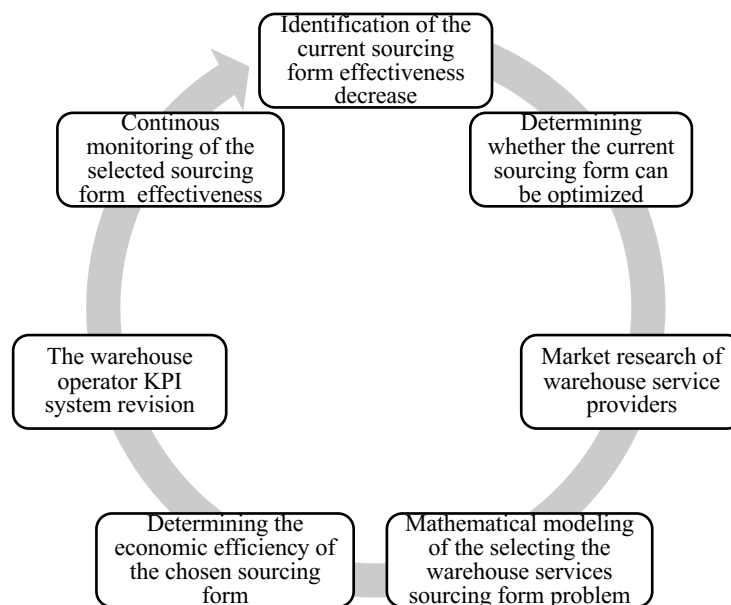 Identification of the
current sourcing
form effectiveness
decrease
Determining
whether the current
sourcing form can
be optimized
Market research of
warehouse service
providers
Mathematical modeling
of the selecting the
warehouse services
sourcing form problem
Determining the
economic efficiency of
the chosen sourcing
form
The warehouse
operator KPI
system revision
Continous
monitoring of the
selected sourcing
form effectiveness